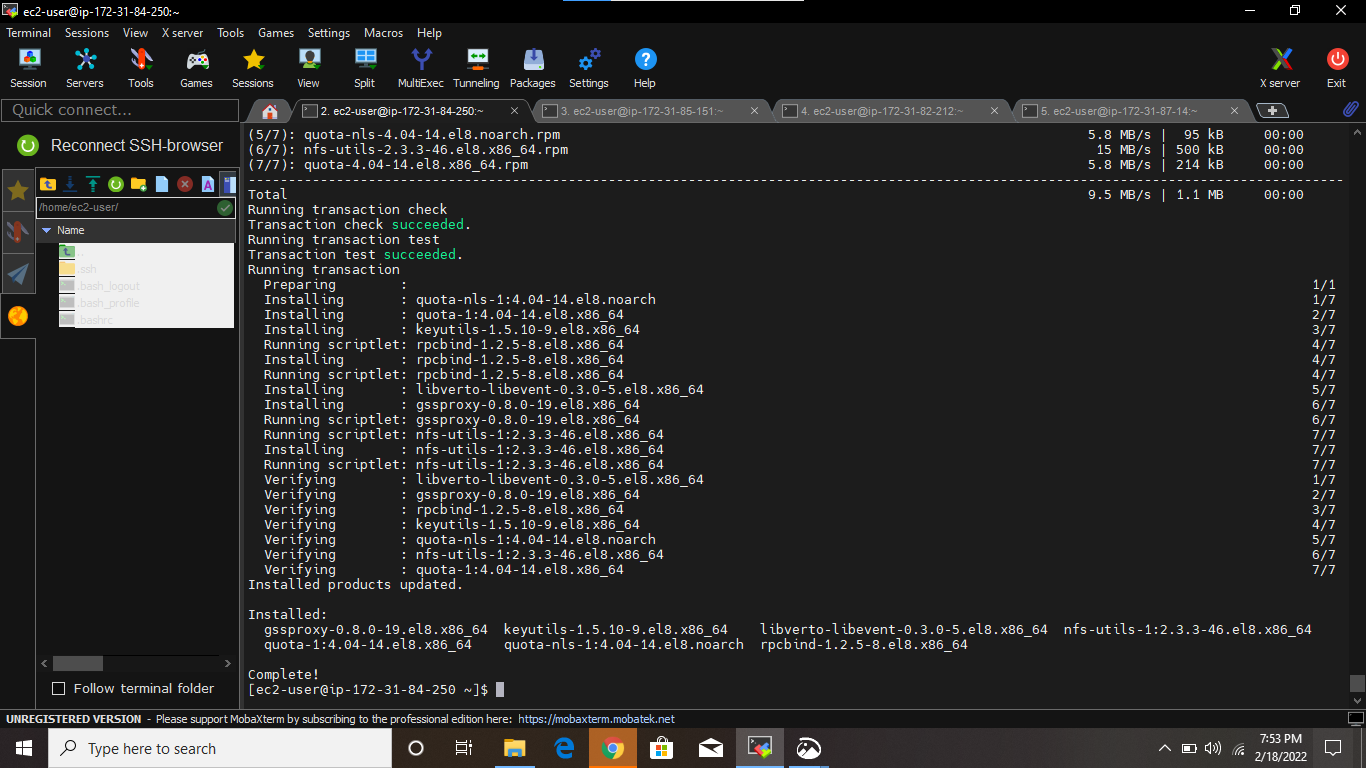 ec2-user@ip-172-31-84-250:~
Terminal Sessions View X server Tools Games Settings Macros Help
Session Servers Tools Games Sessions View Split MultiExec Tunneling Packages Settings Help X server Exit
Quick connect...
2. ec2-user@ip-172-31-84-250:~
3. ec2-user@ip-172-31-85-151:~
4. ec2-user@ip-172-31-82-212:~
5. ec2-user@ip-172-31-87-14:~
Reconnect SSH-browser
/home/ec2-user/
Name
..
.ssh
.bash_logout
.bash_profile
.bashrc
Follow terminal folder
(5/7): quota-nls-4.04-14.el8.noarch.rpm 5.8 MB/s | 95 kB 00:00
(6/7): nfs-utils-2.3.3-46.el8.x86_64.rpm 15 MB/s | 500 kB 00:00
(7/7): quota-4.04-14.el8.x86_64.rpm 5.8 MB/s | 214 kB 00:00
--------------------------------------------------------------------------------
Total 9.5 MB/s | 1.1 MB 00:00
Running transaction check
Transaction check succeeded.
Running transaction test
Transaction test succeeded.
Running transaction
Preparing : 1/1
Installing : quota-nls-1:4.04-14.el8.noarch 1/7
Installing : quota-1:4.04-14.el8.x86_64 2/7
Installing : keyutils-1.5.10-9.el8.x86_64 3/7
Running scriptlet: rpcbind-1.2.5-8.el8.x86_64 4/7
Installing : rpcbind-1.2.5-8.el8.x86_64 4/7
Running scriptlet: rpcbind-1.2.5-8.el8.x86_64 4/7
Installing : libverto-libevent-0.3.0-5.el8.x86_64 5/7
Installing : gssproxy-0.8.0-19.el8.x86_64 6/7
Running scriptlet: gssproxy-0.8.0-19.el8.x86_64 6/7
Running scriptlet: nfs-utils-1:2.3.3-46.el8.x86_64 7/7
Installing : nfs-utils-1:2.3.3-46.el8.x86_64 7/7
Running scriptlet: nfs-utils-1:2.3.3-46.el8.x86_64 7/7
Verifying : libverto-libevent-0.3.0-5.el8.x86_64 1/7
Verifying : gssproxy-0.8.0-19.el8.x86_64 2/7
Verifying : rpcbind-1.2.5-8.el8.x86_64 3/7
Verifying : keyutils-1.5.10-9.el8.x86_64 4/7
Verifying : quota-nls-1:4.04-14.el8.noarch 5/7
Verifying : nfs-utils-1:2.3.3-46.el8.x86_64 6/7
Verifying : quota-1:4.04-14.el8.x86_64 7/7
Installed products updated.
Installed:
gssproxy-0.8.0-19.el8.x86_64 keyutils-1.5.10-9.el8.x86_64 libverto-libevent-0.3.0-5.el8.x86_64 nfs-utils-1:2.3.3-46.el8.x86_64
quota-1:4.04-14.el8.x86_64 quota-nls-1:4.04-14.el8.noarch rpcbind-1.2.5-8.el8.x86_64
Complete!
[ec2-user@ip-172-31-84-250 ~]$
UNREGISTERED VERSION - Please support MobaXterm by subscribing to the professional edition here: https://mobaxterm.mobatek.net
Type here to search
7:53 PM
2/18/2022